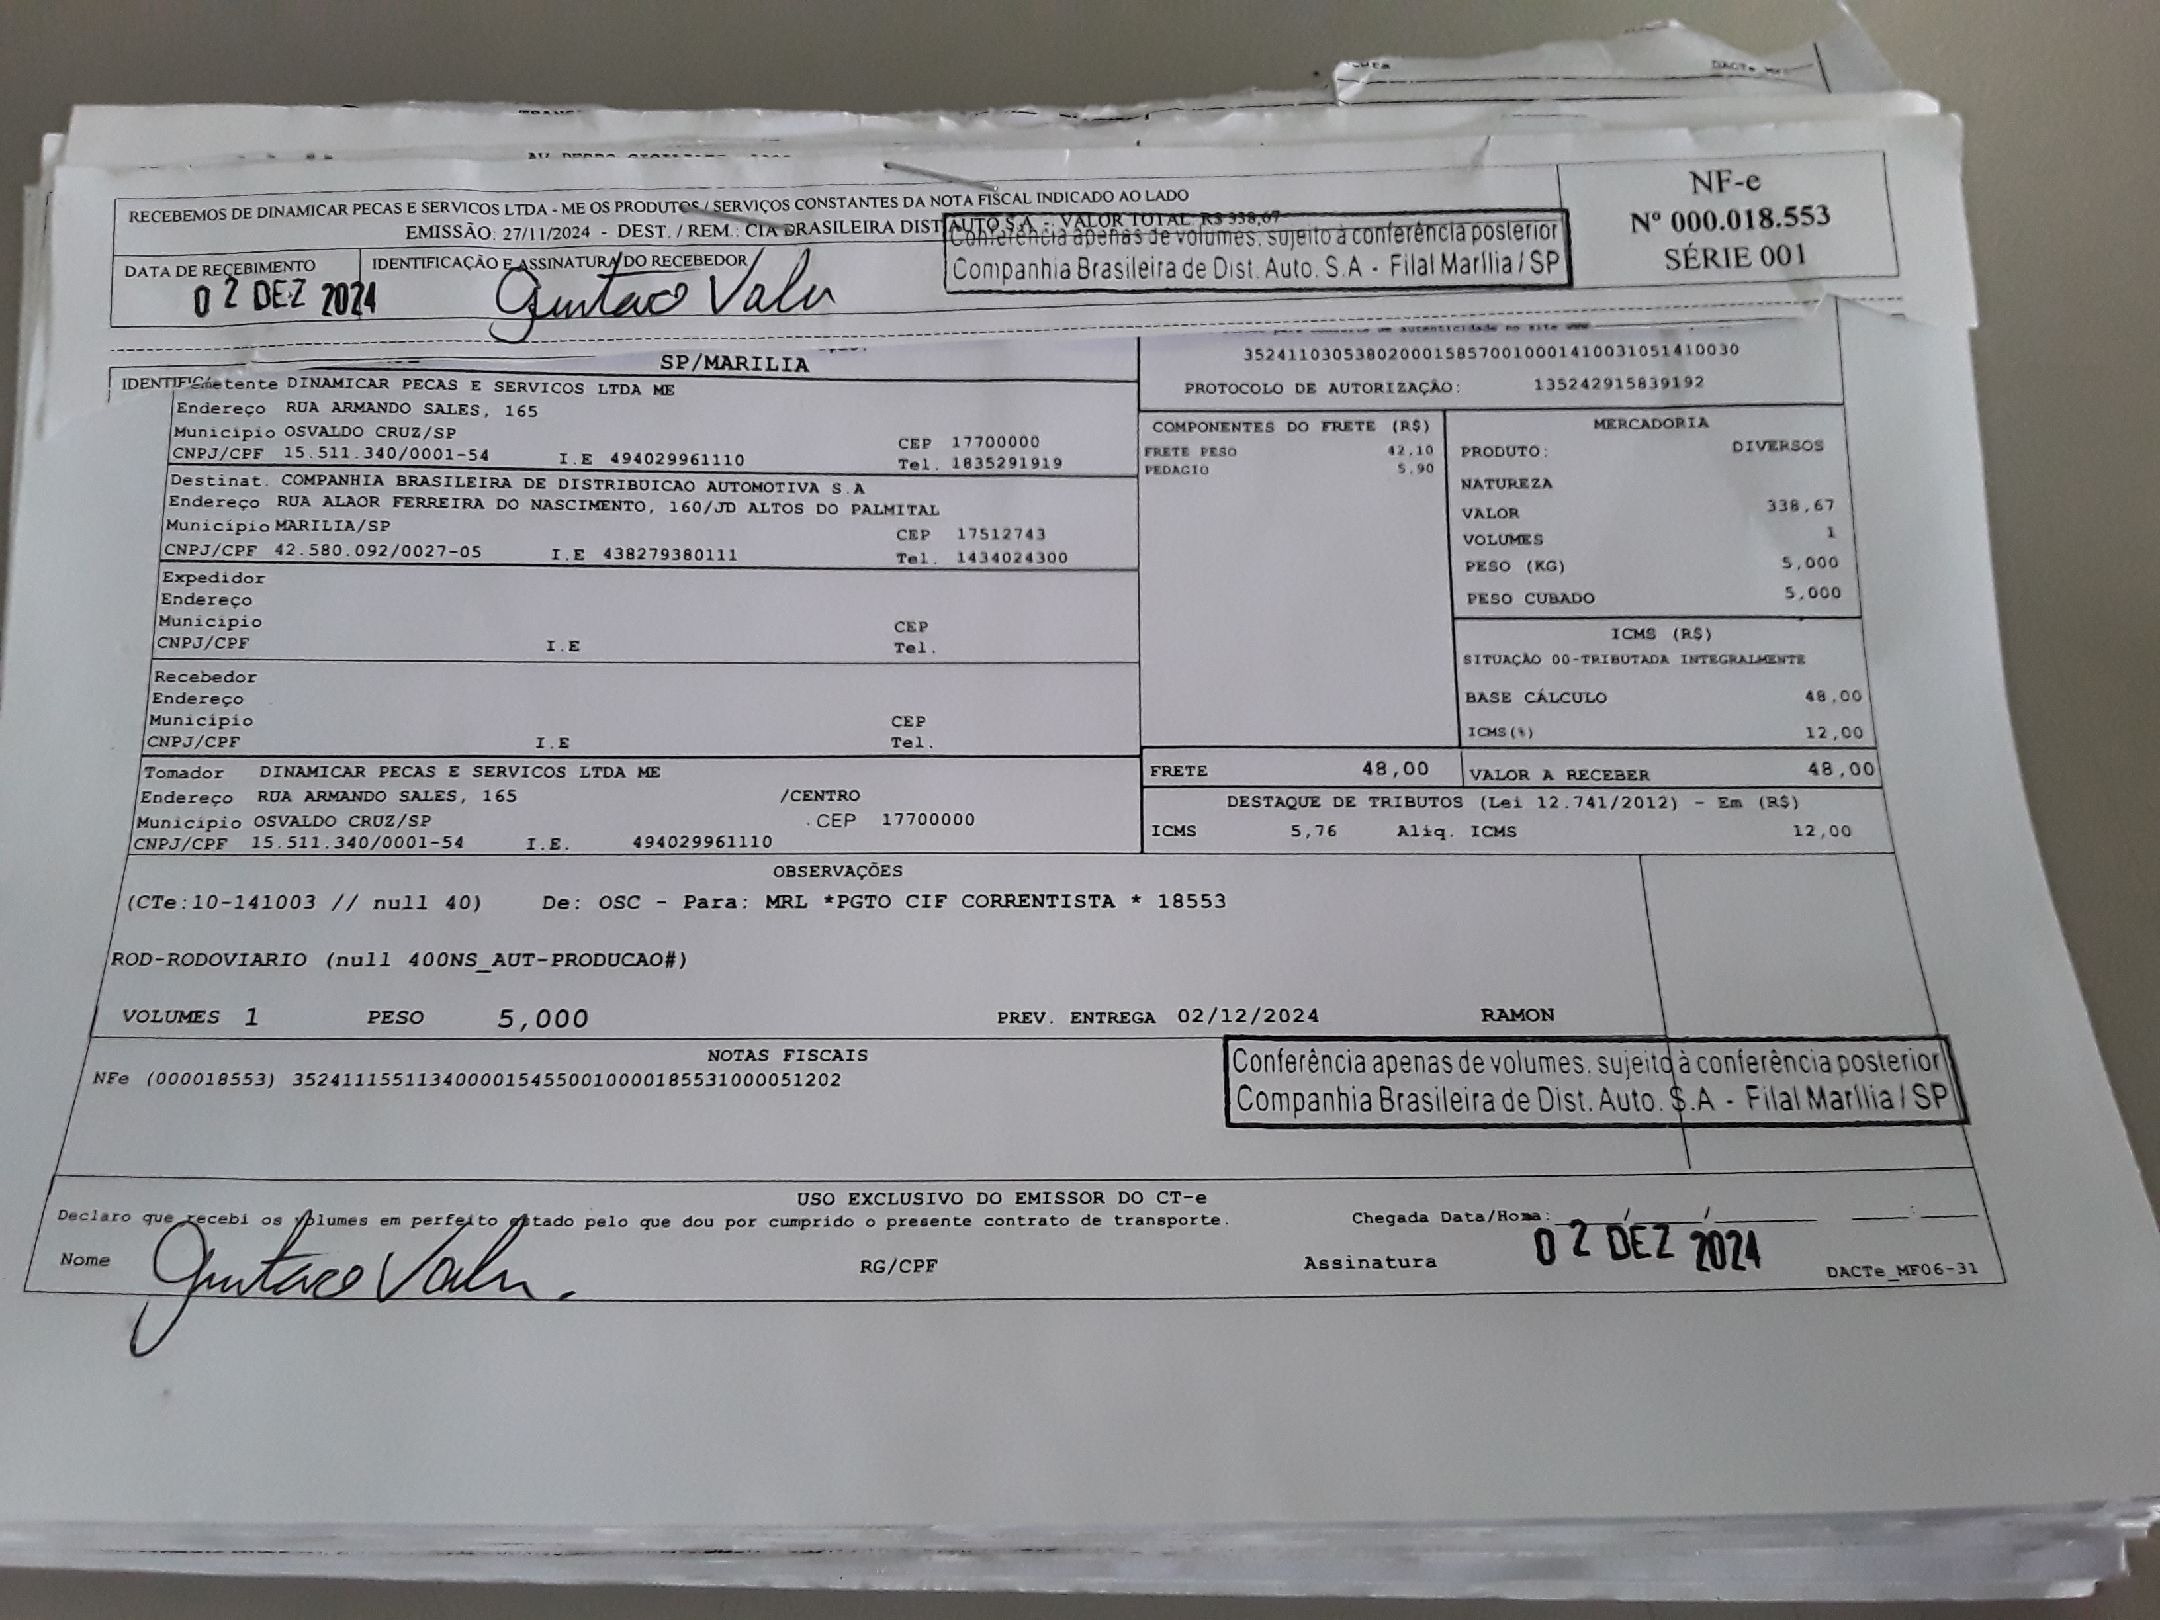 RECEBEMOS DE DINAMICAR PECAS E SERVICOS LTDA - ME OS PRODUTOS / SERVIÇOS CONSTANTES DA NOTA FISCAL INDICADO AO LADO
EMISSÃO: 27/11/2024 - DEST. / REM.: CIA BRASILEIRA DIST AUTO S.A - VALOR TOTAL: R$ 338,67
NF-e
Nº 000.018.553
SÉRIE 001
Conferência apenas de volumes, sujeito à conferência posterior
Companhia Brasileira de Dist. Auto. S.A - Filal Marília / SP
DATA DE RECEBIMENTO
IDENTIFICAÇÃO E ASSINATURA DO RECEBEDOR
02 DEZ 2024
Gustavo
SP/MARILIA
35241103053802000158570010001410031051410030
PROTOCOLO DE AUTORIZAÇÃO: 135242915839192
DINAMICAR PECAS E SERVICOS LTDA ME
Endereço RUA ARMANDO SALES, 165
Município OSVALDO CRUZ/SP CEP 17700000
CNPJ/CPF 15.511.340/0001-54 I.E 494029961110 Tel. 1835291919
Destinat. COMPANHIA BRASILEIRA DE DISTRIBUICAO AUTOMOTIVA S.A
Endereço RUA ALAOR FERREIRA DO NASCIMENTO, 160/JD ALTOS DO PALMITAL
Município MARILIA/SP CEP 17512743
CNPJ/CPF 42.580.092/0027-05 I.E 438279380111 Tel. 1434024300
Expedidor
Endereço
Município CEP
CNPJ/CPF I.E Tel.
Recebedor
Endereço
Município CEP
CNPJ/CPF I.E Tel.
Tomador DINAMICAR PECAS E SERVICOS LTDA ME
Endereço RUA ARMANDO SALES, 165 /CENTRO
Município OSVALDO CRUZ/SP CEP 17700000
CNPJ/CPF 15.511.340/0001-54 I.E. 494029961110
COMPONENTES DO FRETE (R$)
FRETE PESO 42,10
PEDAGIO 5,90
MERCADORIA
PRODUTO: DIVERSOS
NATUREZA
VALOR 338,67
VOLUMES 1
PESO (KG) 5,000
PESO CUBADO 5,000
ICMS (R$)
SITUAÇÃO 00-TRIBUTADA INTEGRALMENTE
BASE CÁLCULO 48,00
ICMS(%) 12,00
FRETE 48,00 VALOR A RECEBER 48,00
DESTAQUE DE TRIBUTOS (Lei 12.741/2012) - Em (R$)
ICMS 5,76 Aliq. ICMS 12,00
OBSERVAÇÕES
(CTe:10-141003 // null 40) De: OSC - Para: MRL *PGTO CIF CORRENTISTA * 18553
ROD-RODOVIARIO (null 400NS_AUT-PRODUCAO#)
VOLUMES 1 PESO 5,000 PREV. ENTREGA 02/12/2024 RAMON
NOTAS FISCAIS
NFe (000018553) 35241115511340000154550010000185531000051202
Conferência apenas de volumes, sujeito à conferência posterior
Companhia Brasileira de Dist. Auto. S.A - Filal Marília / SP
USO EXCLUSIVO DO EMISSOR DO CT-e
Declaro que recebi os volumes em perfeito estado pelo que dou por cumprido o presente contrato de transporte. Chegada Data/Hora: / / :
02 DEZ 2024
Nome Gustavo RG/CPF Assinatura
DACTe_MF06-31